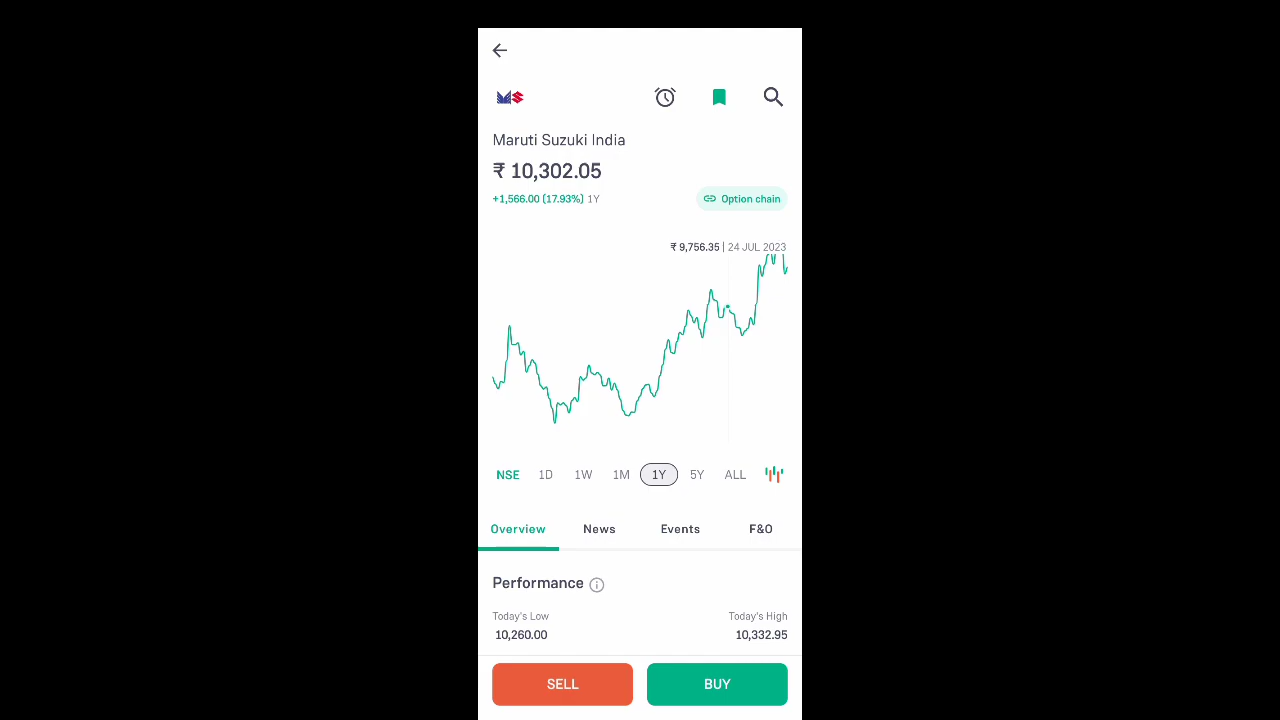 Maruti Suzuki India
₹ 10,302.05
+1,566.00 (17.93%) 1Y
Option chain
₹ 9,756.35 | 24 JUL 2023
NSE 1D 1W 1M 1Y 5Y ALL
Overview News Events F&O
Performance
Today's Low Today's High
10,260.00 10,332.95
SELL BUY